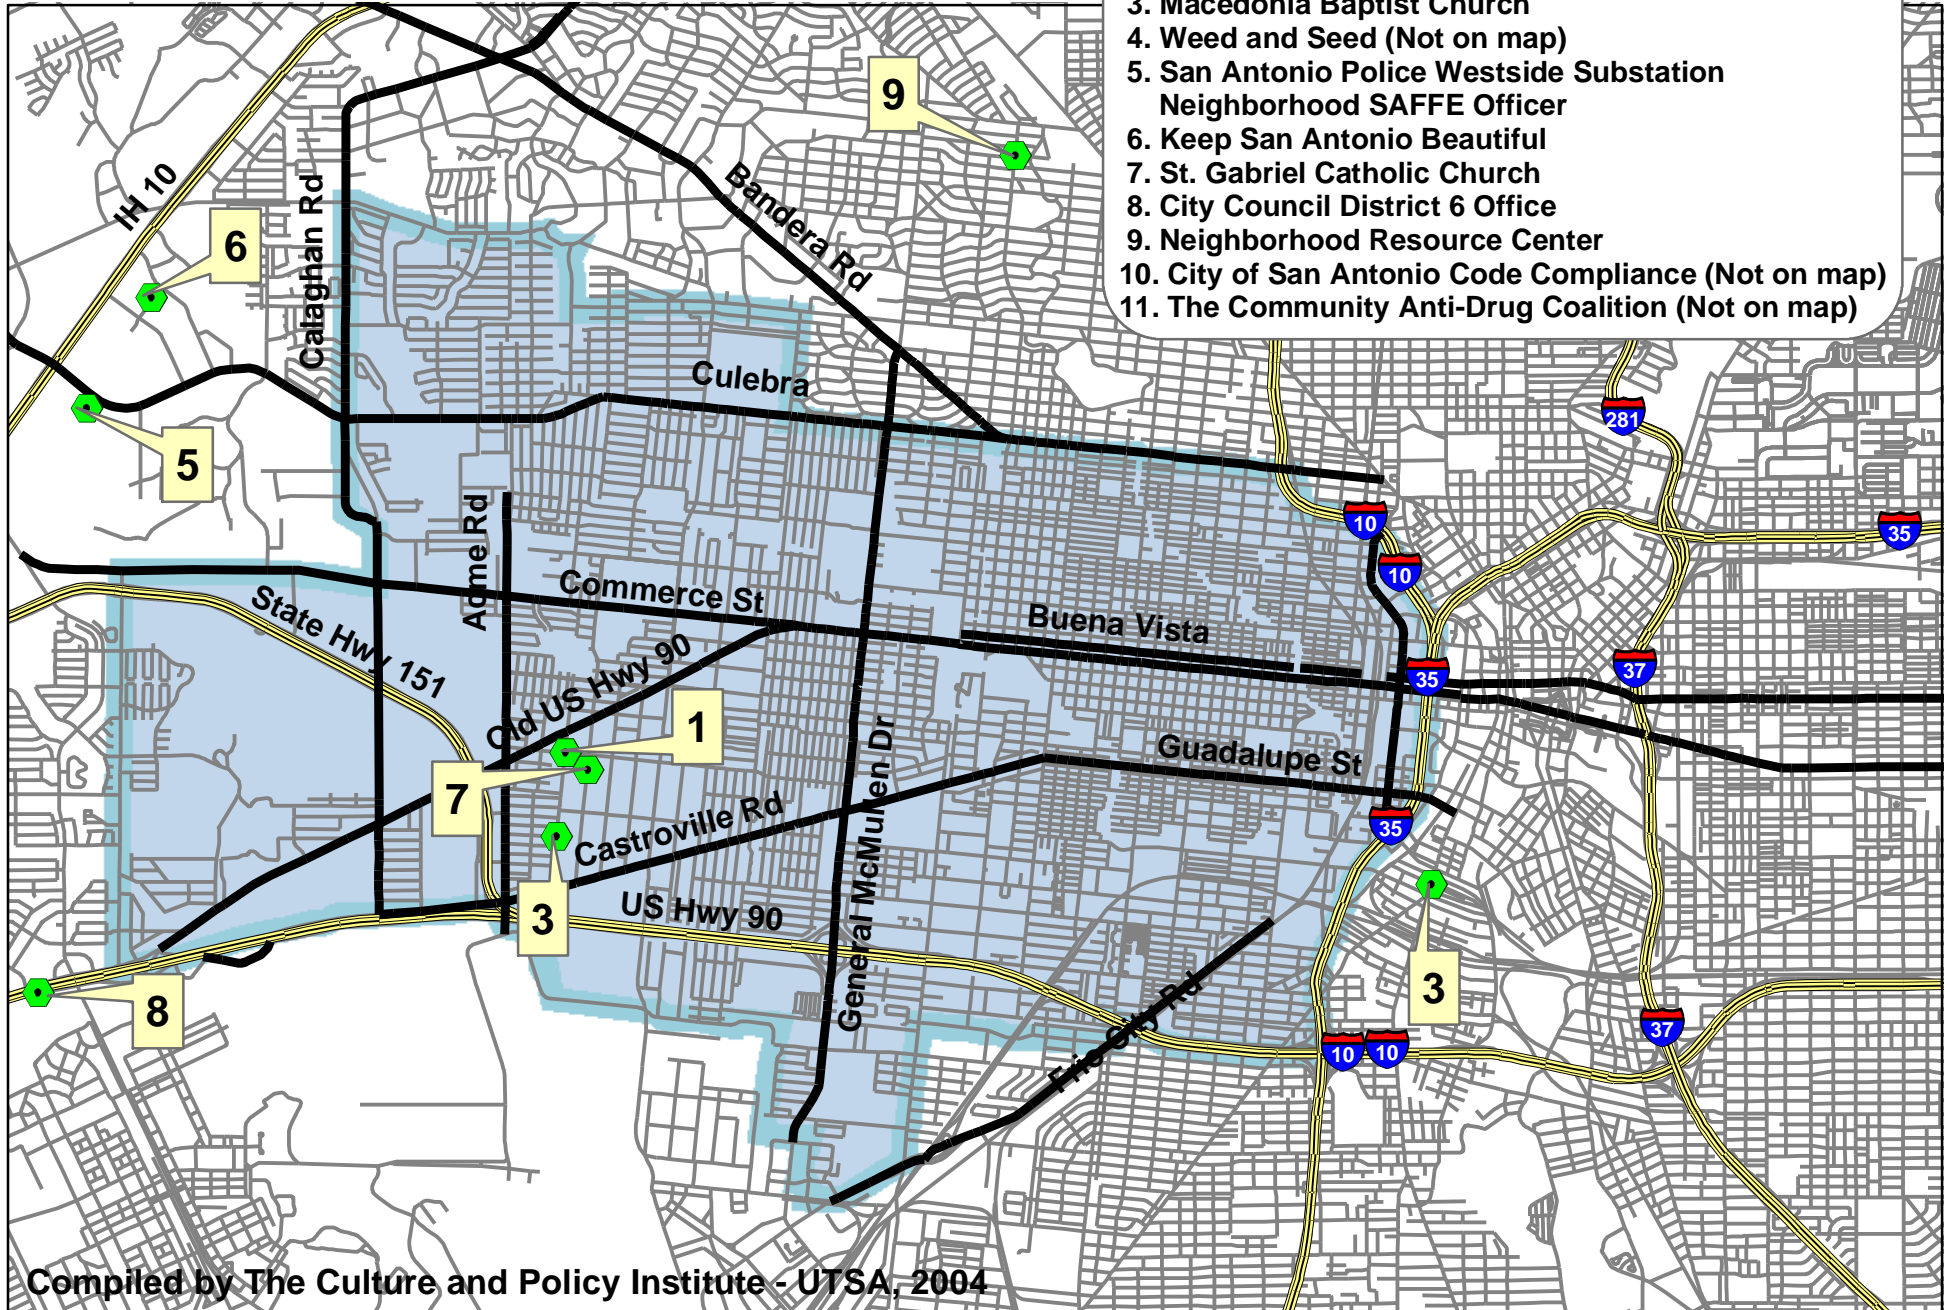 3. Macedonia Baptist Church
4. Weed and Seed (Not on map)
5. San Antonio Police Westside Substation
Neighborhood SAFFE Officer
6. Keep San Antonio Beautiful
7. St. Gabriel Catholic Church
8. City Council District 6 Office
9. Neighborhood Resource Center
10. City of San Antonio Code Compliance (Not on map)
11. The Community Anti-Drug Coalition (Not on map)
9
IH 10
6
Calaghan Rd
Bandera Rd
Culebra
281
5
Acme Rd
10
35
10
Commerce St
State Hwy 151
Buena Vista
Old US Hwy 90
35
37
1
Guadalupe St
7
Castroville Rd
General McMullen Dr
35
3
US Hwy 90
3
8
Frio City Rd
37
10
10
Compiled by The Culture and Policy Institute - UTSA, 2004